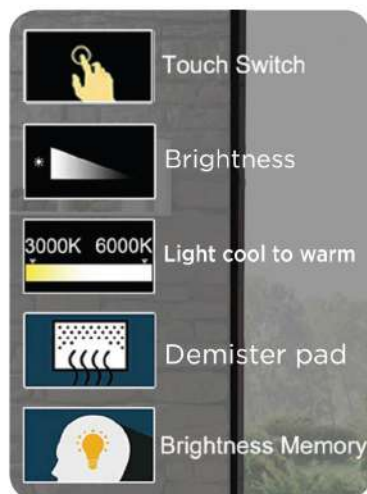 Touch Switch
Brightness
3000K 6000K
Light cool to warm
Demister pad
Brightness Memory